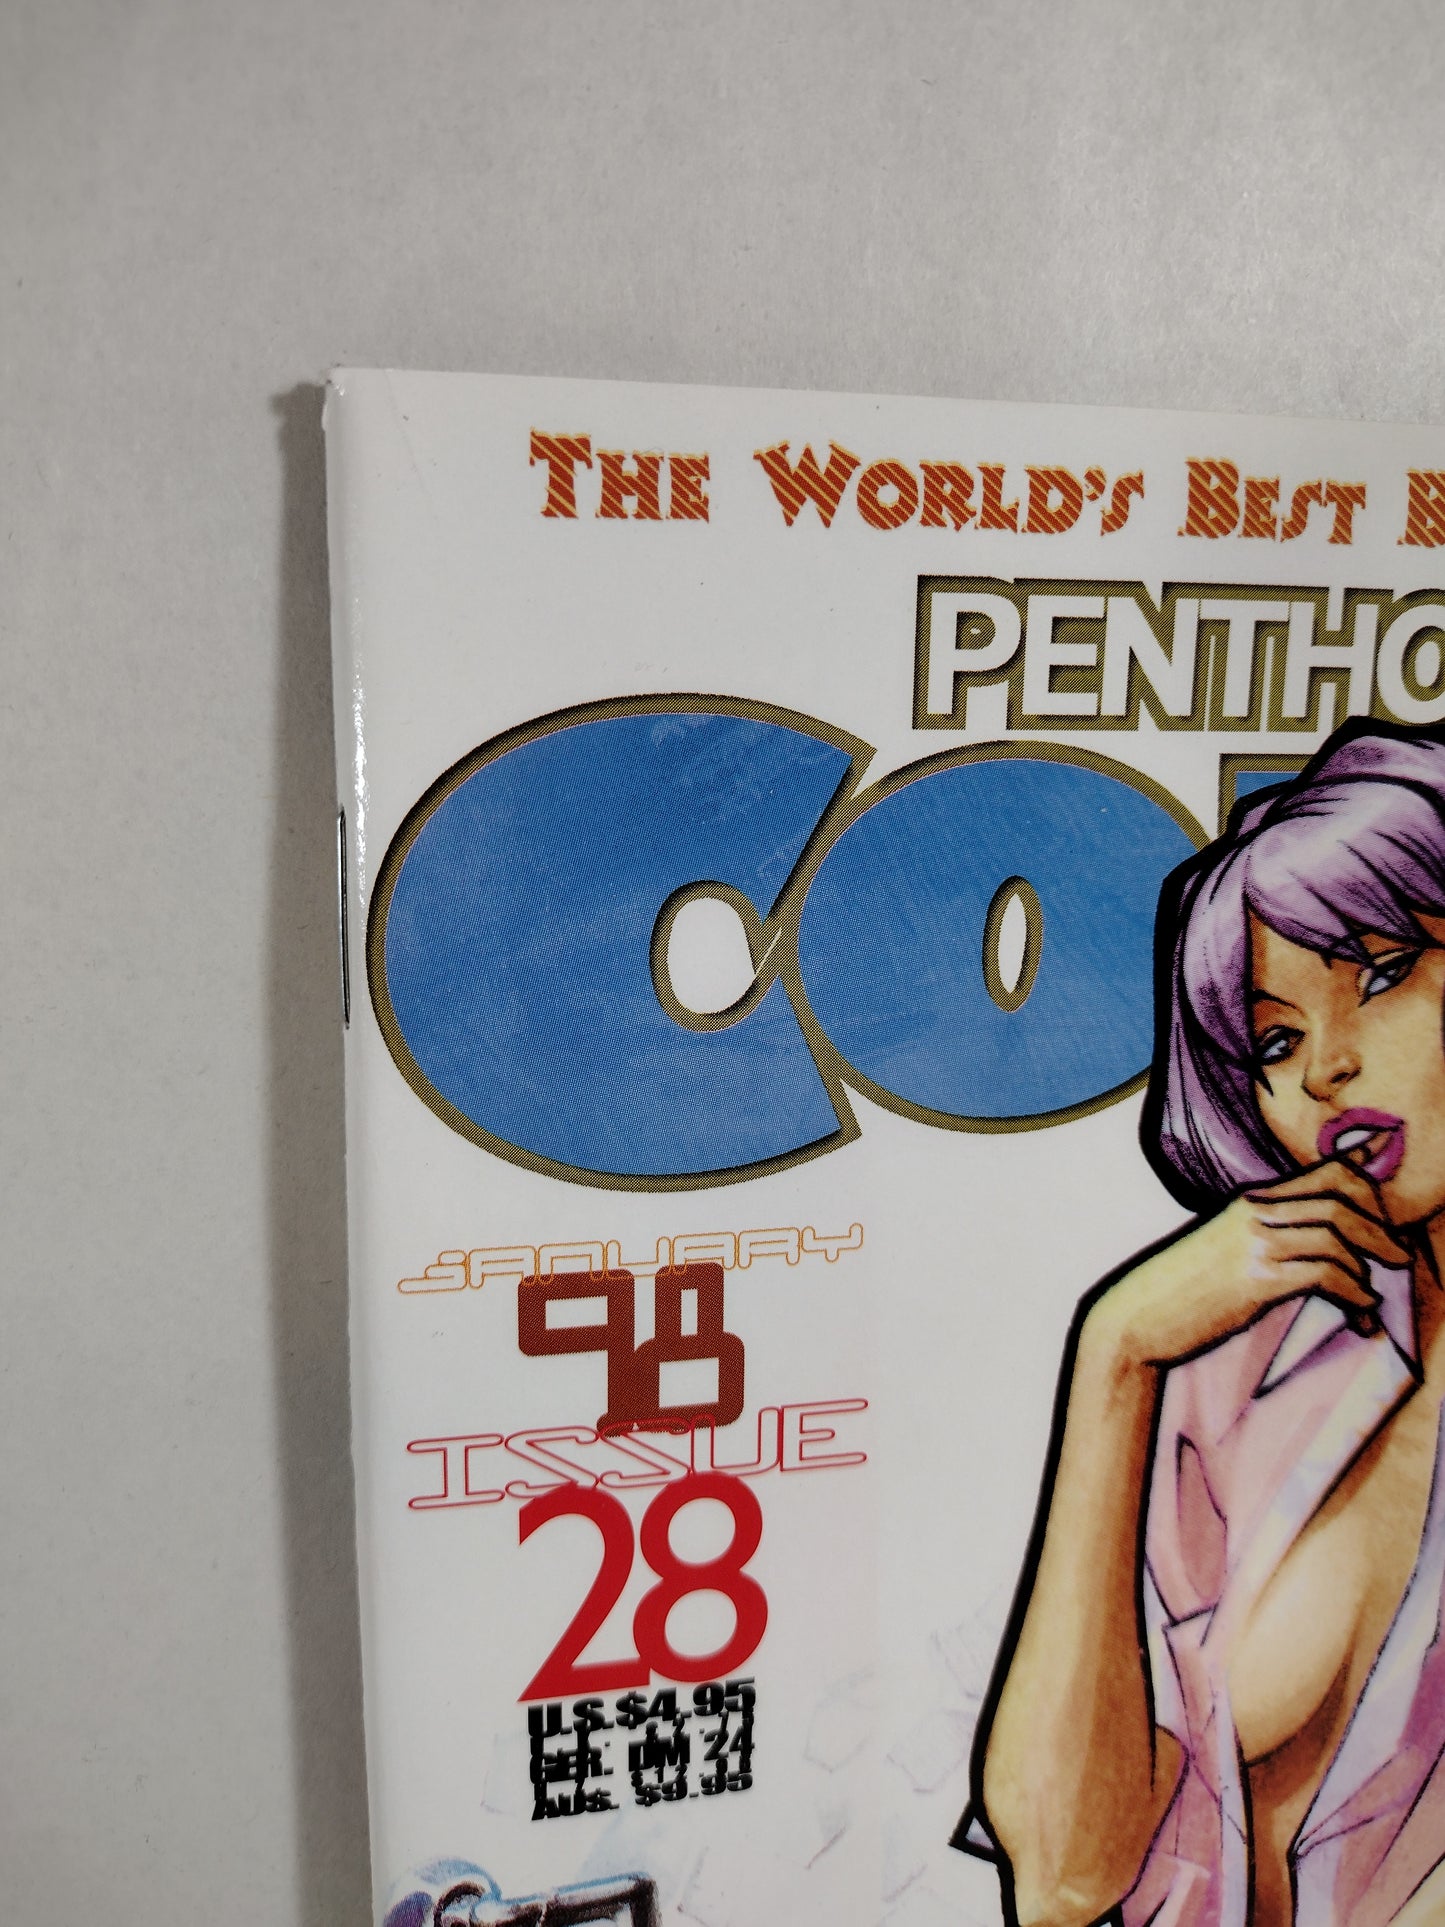 THE WORLD'S BEST
PENTHO
CO
JANUARY
98
ISSUE
28
U.S. $4.95
GER. DM 24
AUS. $9.95